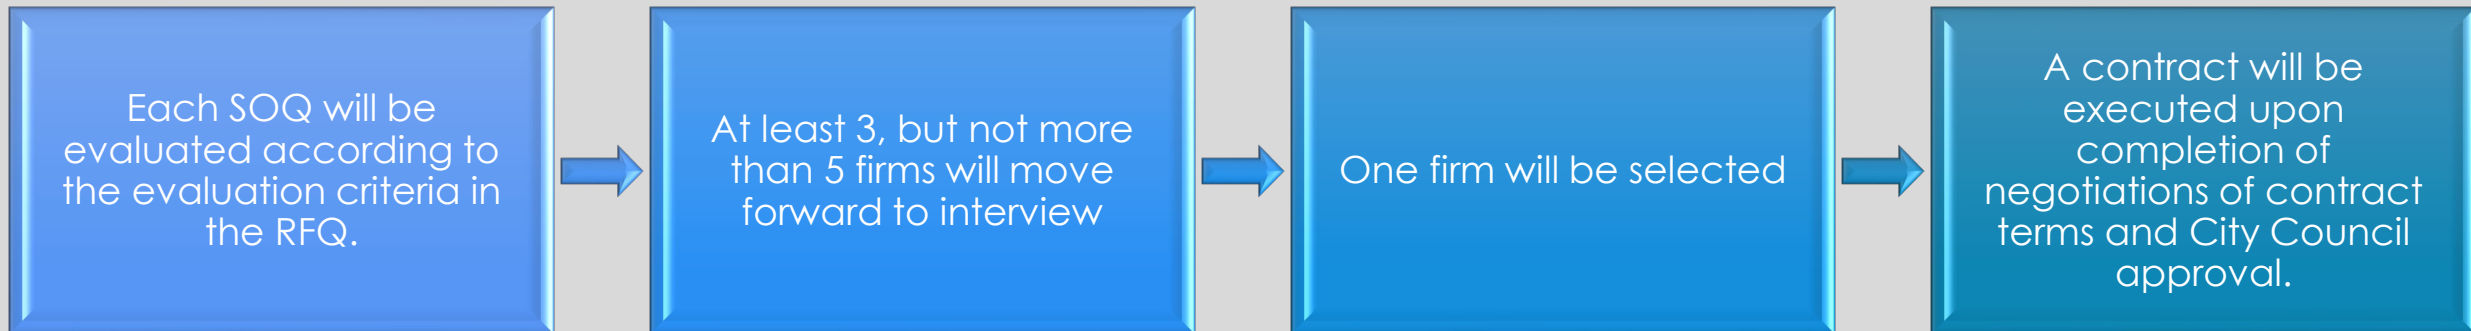 Each SOQ will be
evaluated according to
the evaluation criteria in
the RFQ.
At least 3, but not more
than 5 firms will move
forward to interview
One firm will be selected
A contract will be
executed upon
completion of
negotiations of contract
terms and City Council
approval.